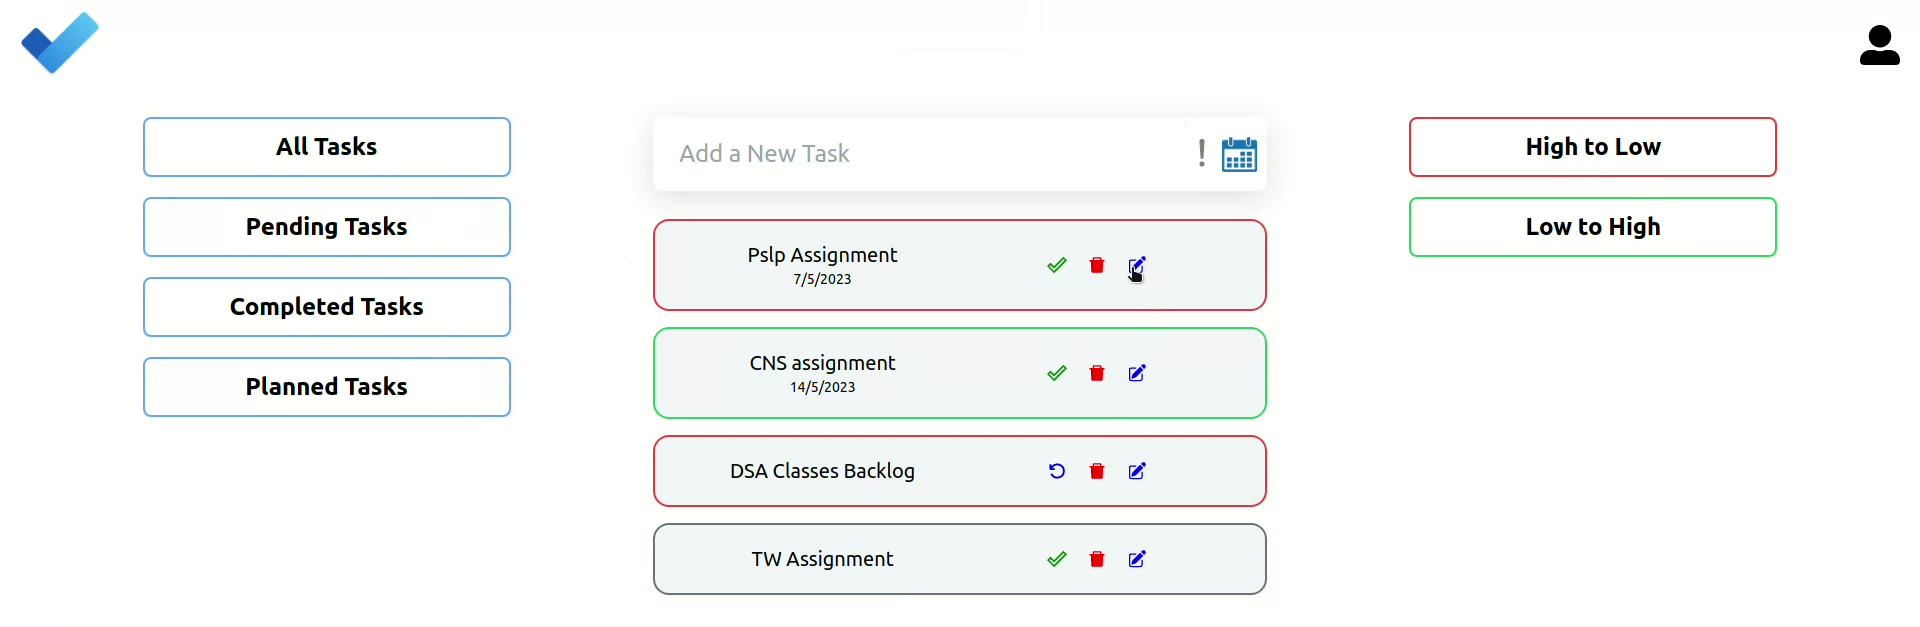 All Tasks
Pending Tasks
Completed Tasks
Planned Tasks
Add a New Task
Pslp Assignment
7/5/2023
CNS assignment
14/5/2023
DSA Classes Backlog
TW Assignment
High to Low
Low to High